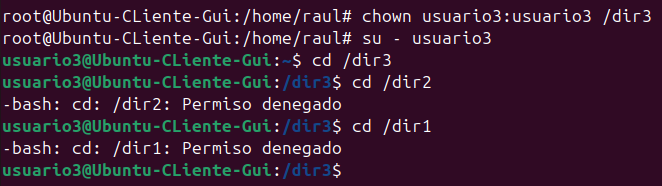 root@Ubuntu-CLiente-Gui:/home/raul# chown usuario3:usuario3 /dir3
root@Ubuntu-CLiente-Gui:/home/raul# su - usuario3
usuario3@Ubuntu-CLiente-Gui:~$ cd /dir3
usuario3@Ubuntu-CLiente-Gui:/dir3$ cd /dir2
-bash: cd: /dir2: Permiso denegado
usuario3@Ubuntu-CLiente-Gui:/dir3$ cd /dir1
-bash: cd: /dir1: Permiso denegado
usuario3@Ubuntu-CLiente-Gui:/dir3$